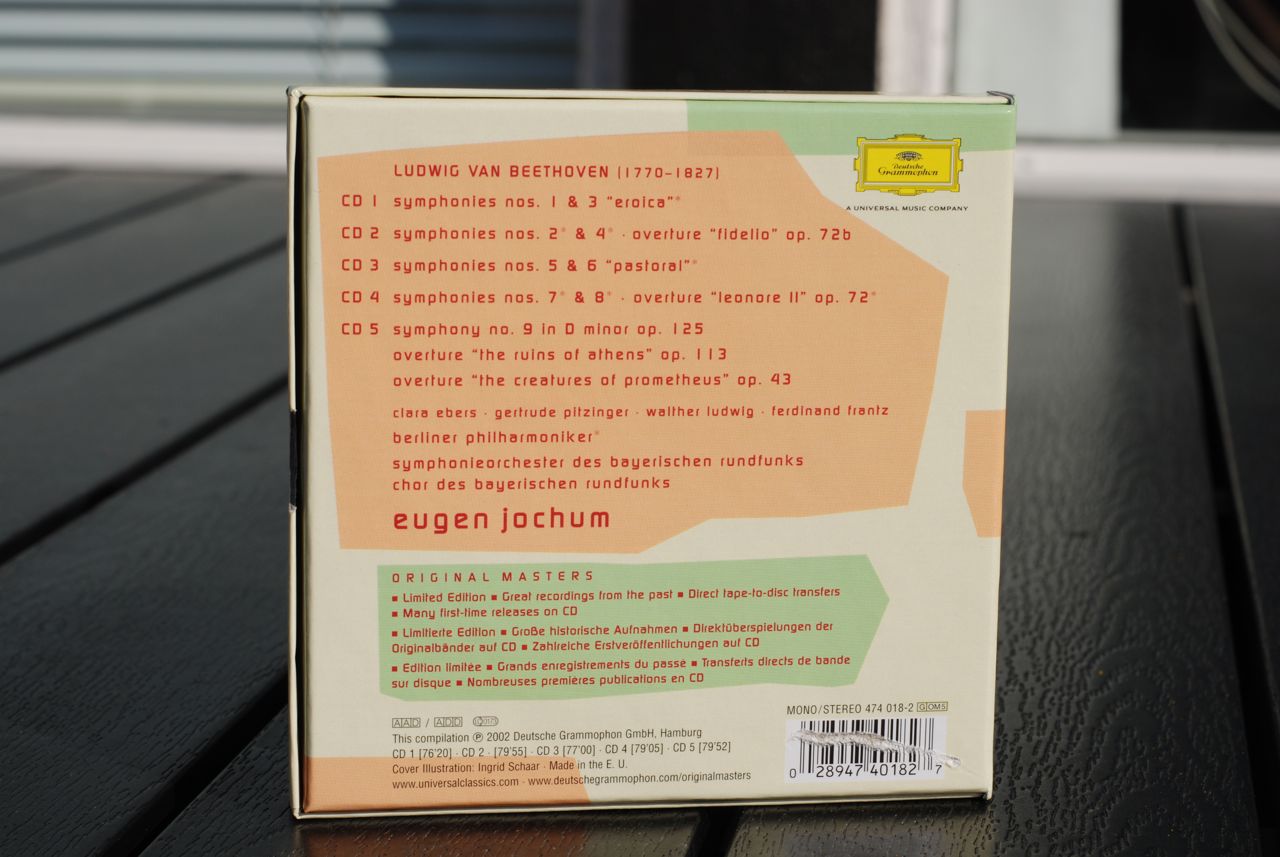 LUDWIG VAN BEETHOVEN (1770–1827)
Deutsche
Grammophon
A UNIVERSAL MUSIC COMPANY
CD 1 symphonies nos. 1 & 3 "eroica"*
CD 2 symphonies nos. 2* & 4* · overture "fidelio" op. 72b
CD 3 symphonies nos. 5 & 6 "pastoral"*
CD 4 symphonies nos. 7* & 8* · overture "leonore II" op. 72*
CD 5 symphony no. 9 in D minor op. 125
overture "the ruins of athens" op. 113
overture "the creatures of prometheus" op. 43
clara ebers · gertrude pitzinger · walther ludwig · ferdinand frantz
berliner philharmoniker*
symphonieorchester des bayerischen rundfunks
chor des bayerischen rundfunks
eugen jochum
ORIGINAL MASTERS
■ Limited Edition ■ Great recordings from the past ■ Direct tape-to-disc transfers
■ Many first-time releases on CD
■ Limitierte Edition ■ Große historische Aufnahmen ■ Direktüberspielungen der
Originalbänder auf CD ■ Zahlreiche Erstveröffentlichungen auf CD
■ Edition limitée ■ Grands enregistrements du passé ■ Transferts directs de bande
sur disque ■ Nombreuses premières publications en CD
MONO/STEREO 474 018-2 GOM5
AAD / ADD
This compilation ℗ 2002 Deutsche Grammophon GmbH, Hamburg
CD 1 [76'20] · CD 2 · [79'55] · CD 3 [77'00] · CD 4 [79'05] · CD 5 [79'52]
Cover Illustration: Ingrid Schaar · Made in the E. U.
www.universalclassics.com · www.deutschegrammophon.com/originalmasters
0 28947 40182 7